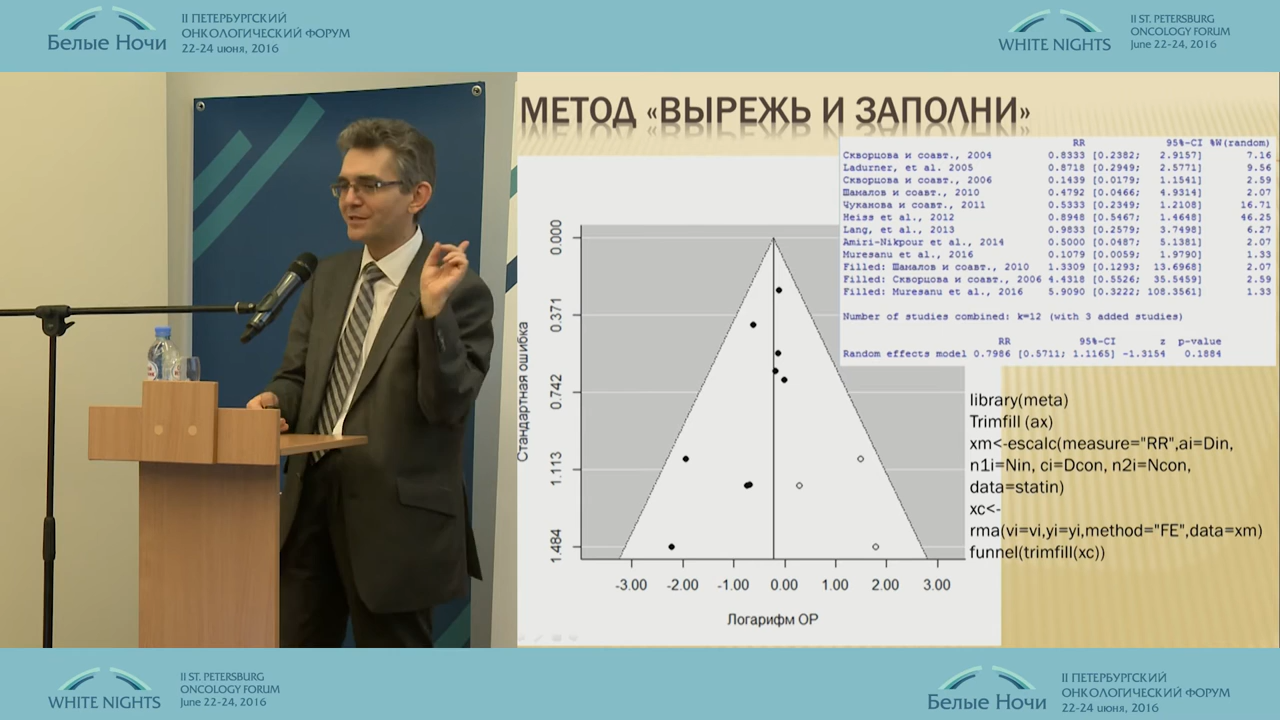 Белые Ночи
II ПЕТЕРБУРГСКИЙ
ОНКОЛОГИЧЕСКИЙ ФОРУМ
22-24 июня, 2016
WHITE NIGHTS
II ST. PETERSBURG
ONCOLOGY FORUM
June 22-24, 2016
МЕТОД «ВЫРЕЖЬ И ЗАПОЛНИ»
RR 95%-CI %W(random)
Скворцова и соавт., 2004 0.8333 [0.2382; 2.9157] 7.16
Ladurner, et al. 2005 0.8718 [0.2949; 2.5771] 9.56
Скворцова и соавт., 2006 0.1439 [0.0179; 1.1541] 2.59
Шамалов и соавт., 2010 0.4792 [0.0466; 4.9314] 2.07
Чуканова и соавт., 2011 0.5333 [0.2349; 1.2108] 16.71
Heiss et al., 2012 0.8948 [0.5467; 1.4648] 46.25
Lang, et al., 2013 0.9833 [0.2579; 3.7498] 6.27
Amiri-Nikpour et al., 2014 0.5000 [0.0487; 5.1381] 2.07
Muresanu et al., 2016 0.1079 [0.0059; 1.9790] 1.33
Filled: Шамалов и соавт., 2010 1.3309 [0.1293; 13.6968] 2.07
Filled: Скворцова и соавт., 2006 4.4318 [0.5526; 35.5459] 2.59
Filled: Muresanu et al., 2016 5.9090 [0.3222; 108.3561] 1.33
Number of studies combined: k=12 (with 3 added studies)
RR 95%-CI z p-value
Random effects model 0.7986 [0.5711; 1.1165] -1.3154 0.1884
Стандартная ошибка
0.000
0.371
0.742
1.113
1.484
-3.00 -2.00 -1.00 0.00 1.00 2.00 3.00
Логарифм ОР
library(meta)
Trimfill (ax)
xm<-escalc(measure="RR",ai=Din,
n1i=Nin, ci=Dcon, n2i=Ncon,
data=statin)
xc<-
rma(vi=vi,yi=yi,method="FE",data=xm)
funnel(trimfill(xc))
WHITE NIGHTS
II ST. PETERSBURG
ONCOLOGY FORUM
June 22-24, 2016
Белые Ночи
II ПЕТЕРБУРГСКИЙ
ОНКОЛОГИЧЕСКИЙ ФОРУМ
22-24 июня, 2016